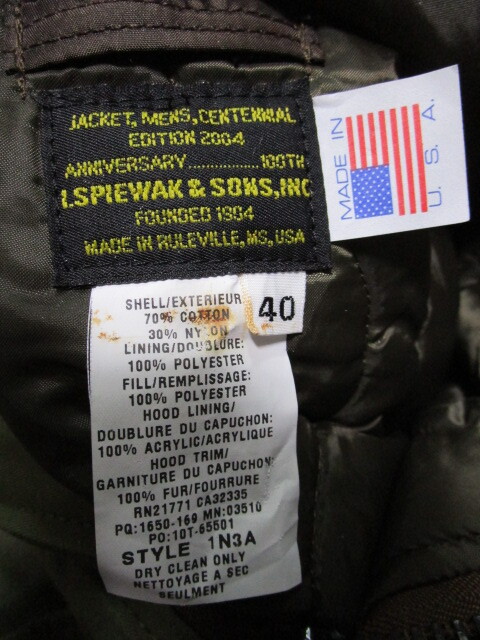 JACKET, MENS, CENTENNIAL
EDITION 2004
ANNIVERSARY................100TH
I.SPIEWAK & SONS, INC
FOUNDED 1904
MADE IN RULEVILLE, MS, USA
MADE IN
U.S.A.
40
SHELL/EXTERIEUR
70% COTTON
30% NYLON
LINING/DOUBLURE:
100% POLYESTER
FILL/REMPLISSAGE:
100% POLYESTER
HOOD LINING/
DOUBLURE DU CAPUCHON:
100% ACRYLIC/ACRYLIQUE
HOOD TRIM/
GARNITURE DU CAPUCHON:
100% FUR/FOURRURE
RN21771 CA32335
PQ:1650-169 MN:03510
PO:10T-65501
STYLE 1N3A
DRY CLEAN ONLY
NETTOYAGE A SEC
SEULMENT